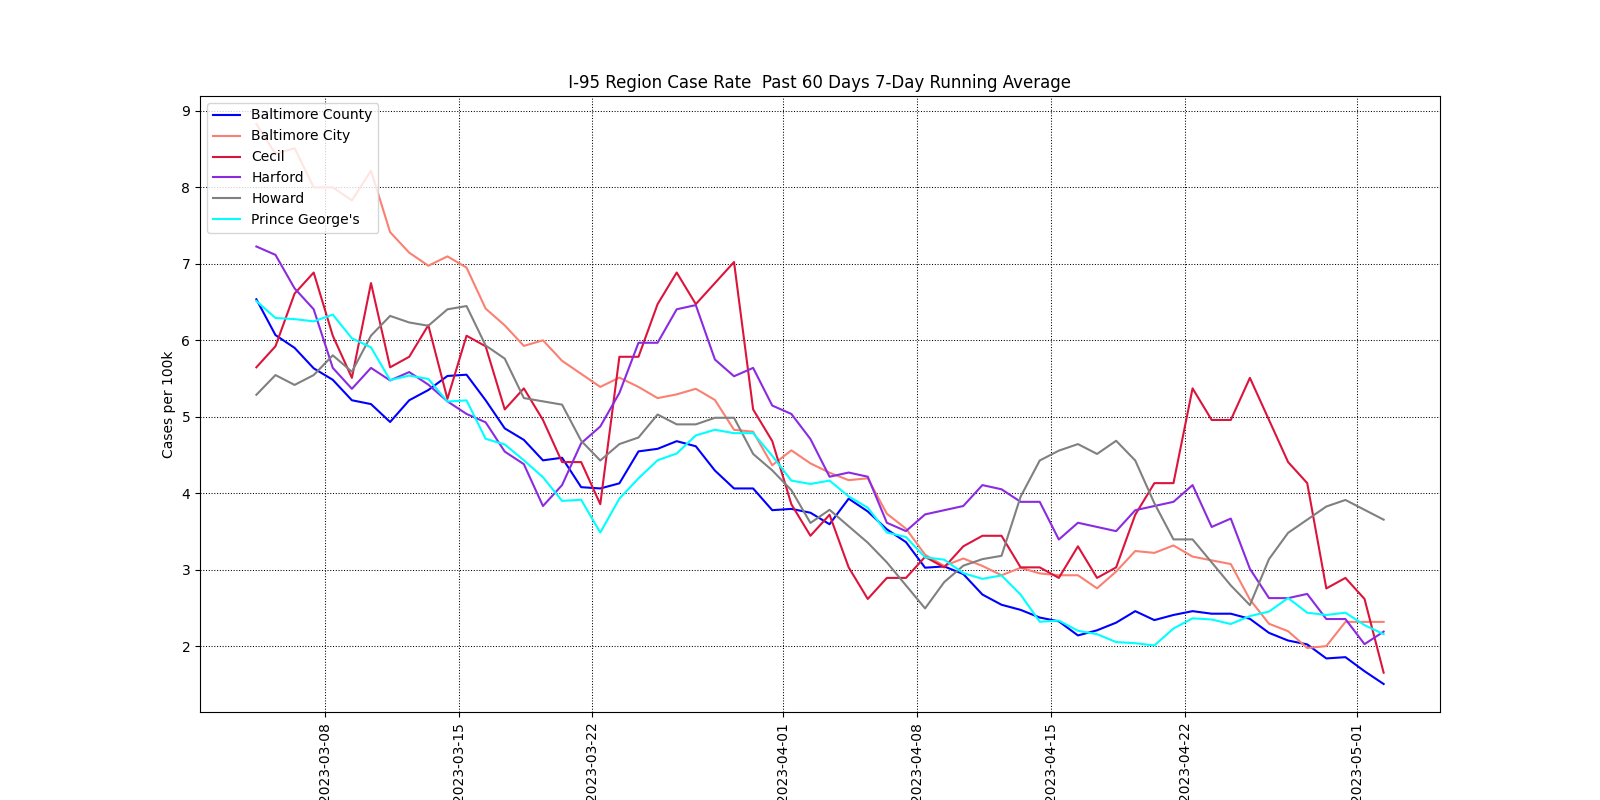 I-95 Region Case Rate  Past 60 Days 7-Day Running Average
Cases per 100k
9
8
7
6
5
4
3
2
Baltimore County
Baltimore City
Cecil
Harford
Howard
Prince George's
2023-03-08
2023-03-15
2023-03-22
2023-04-01
2023-04-08
2023-04-15
2023-04-22
2023-05-01